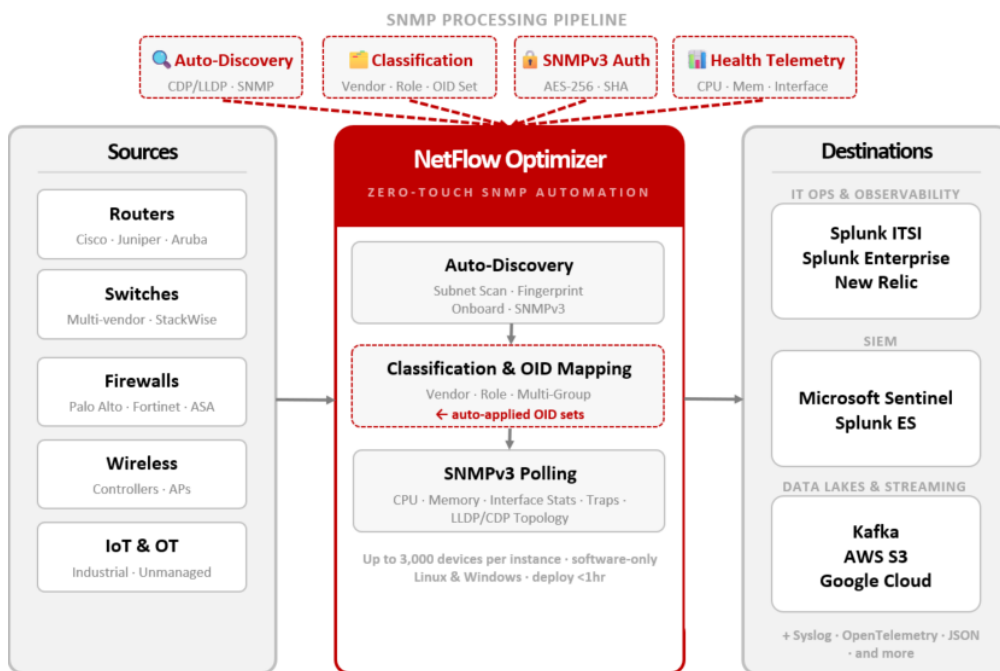 SNMP PROCESSING PIPELINE
Auto-Discovery
CDP/LLDP · SNMP
Classification
Vendor · Role · OID Set
SNMPv3 Auth
AES-256 · SHA
Health Telemetry
CPU · Mem · Interface
Sources
Routers
Cisco · Juniper · Aruba
Switches
Multi-vendor · StackWise
Firewalls
Palo Alto · Fortinet · ASA
Wireless
Controllers · APs
IoT & OT
Industrial · Unmanaged
NetFlow Optimizer
ZERO-TOUCH SNMP AUTOMATION
Auto-Discovery
Subnet Scan · Fingerprint
Onboard · SNMPv3
Classification & OID Mapping
Vendor · Role · Multi-Group
← auto-applied OID sets
SNMPv3 Polling
CPU · Memory · Interface Stats · Traps ·
LLDP/CDP Topology
Up to 3,000 devices per instance · software-only
Linux & Windows · deploy <1hr
Destinations
IT OPS & OBSERVABILITY
Splunk ITSI
Splunk Enterprise
New Relic
SIEM
Microsoft Sentinel
Splunk ES
DATA LAKES & STREAMING
Kafka
AWS S3
Google Cloud
+ Syslog · OpenTelemetry · JSON
· and more